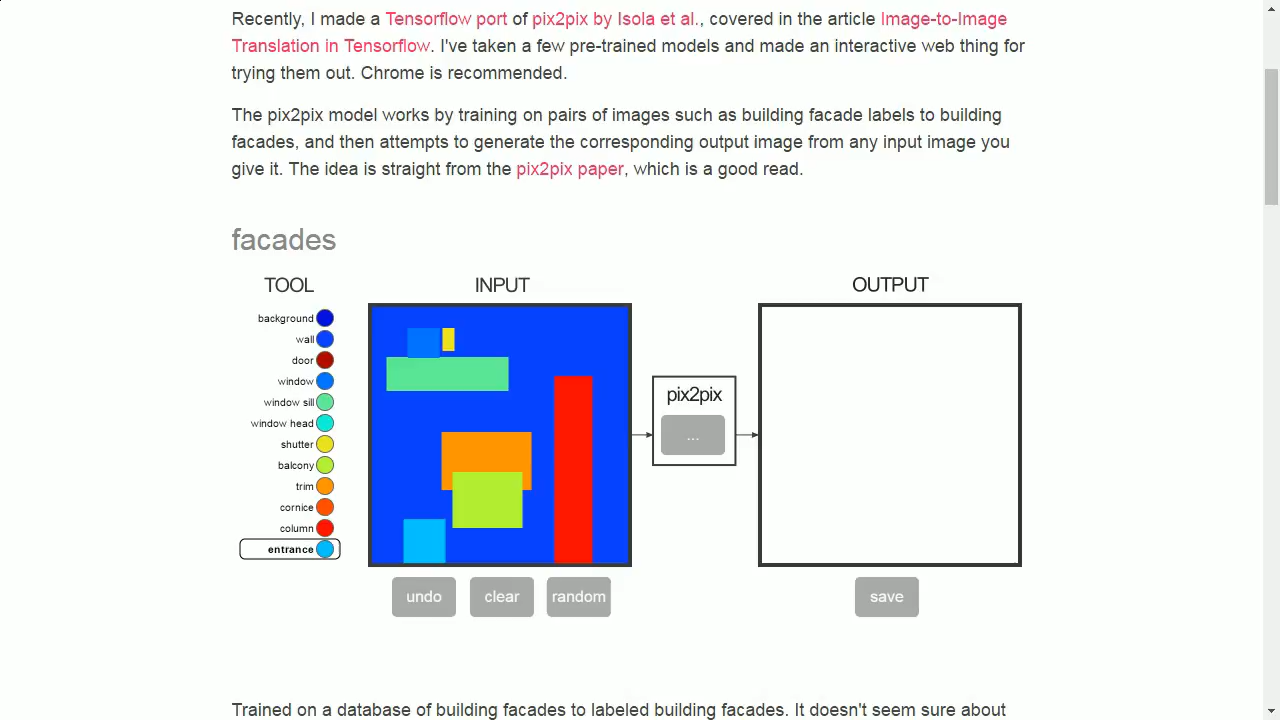 Recently, I made a Tensorflow port of pix2pix by Isola et al., covered in the article Image-to-Image
Translation in Tensorflow. I've taken a few pre-trained models and made an interactive web thing for
trying them out. Chrome is recommended.
The pix2pix model works by training on pairs of images such as building facade labels to building
facades, and then attempts to generate the corresponding output image from any input image you
give it. The idea is straight from the pix2pix paper, which is a good read.
facades
TOOL
background
wall
door
window
window sill
window head
shutter
balcony
trim
cornice
column
entrance
INPUT
undo
clear
random
pix2pix
...
OUTPUT
save
Trained on a database of building facades to labeled building facades. It doesn't seem sure about